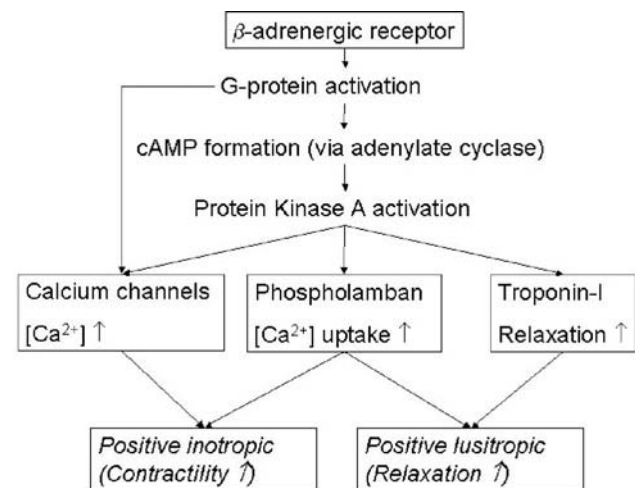 β-adrenergic receptor
G-protein activation
cAMP formation (via adenylate cyclase)
Protein Kinase A activation
Calcium channels
[Ca²⁺] ↑
Phospholamban
[Ca²⁺] uptake ↑
Troponin-I
Relaxation ↑
Positive inotropic
(Contractility ↑)
Positive lusitropic
(Relaxation ↑)